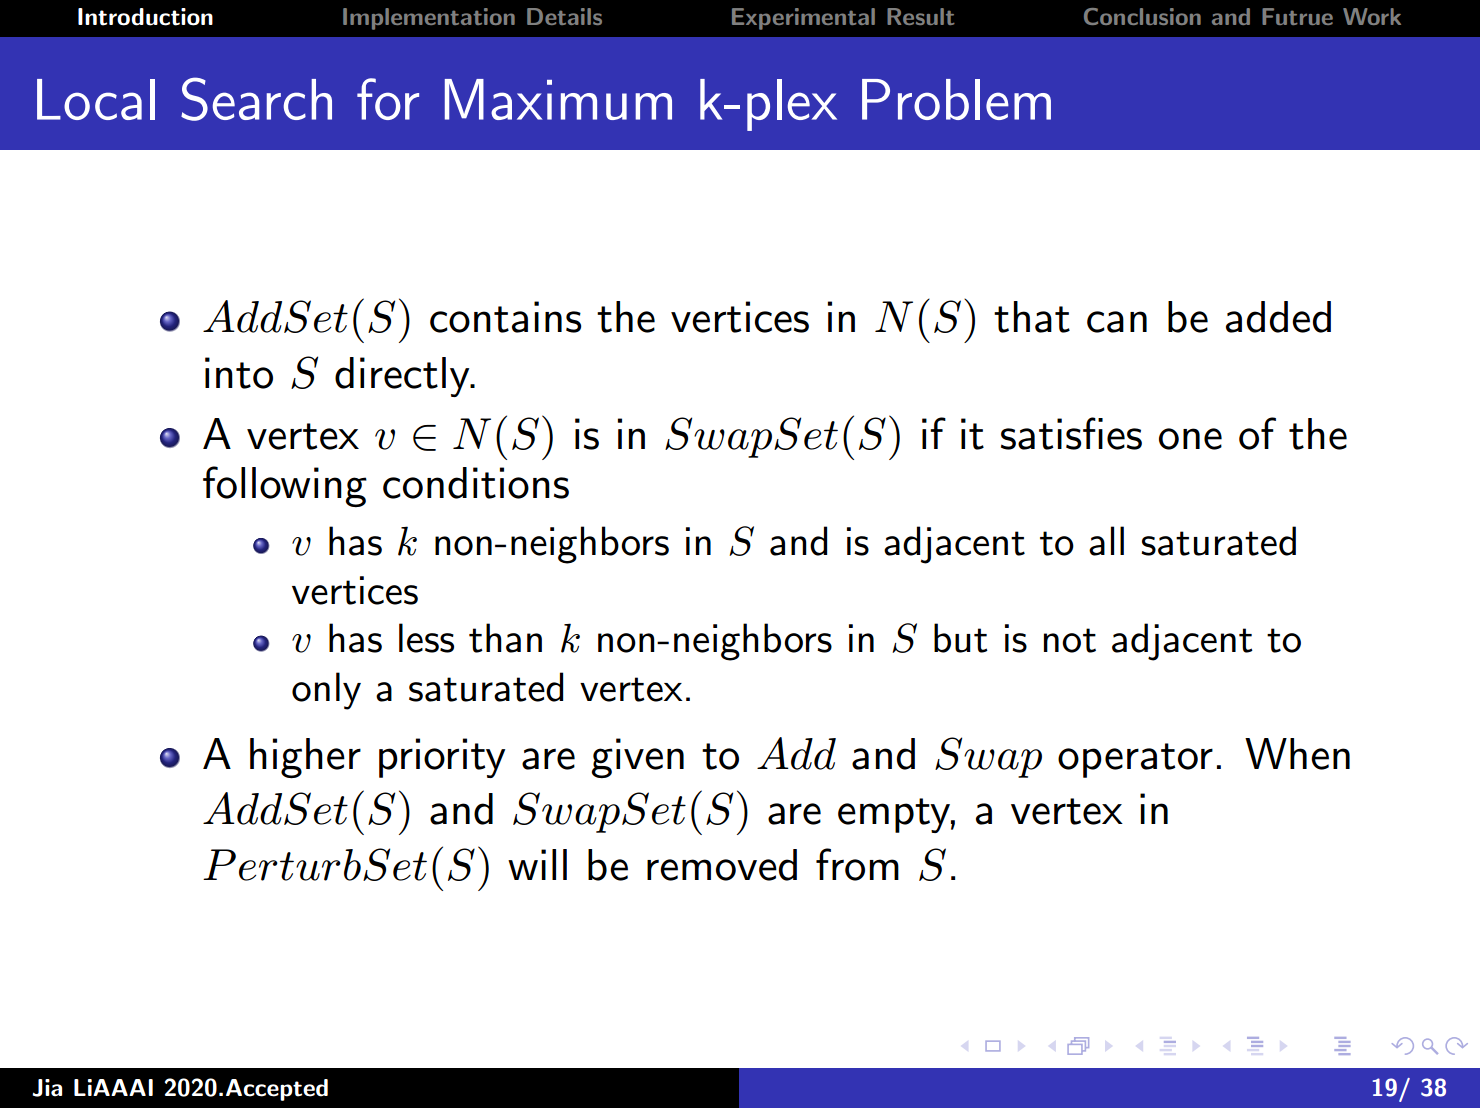 Introduction Implementation Details Experimental Result Conclusion and Futrue Work
Local Search for Maximum k-plex Problem
AddSet(S) contains the vertices in N(S) that can be added
into S directly.
A vertex v ∈ N(S) is in SwapSet(S) if it satisfies one of the
following conditions
v has k non-neighbors in S and is adjacent to all saturated
vertices
v has less than k non-neighbors in S but is not adjacent to
only a saturated vertex.
A higher priority are given to Add and Swap operator. When
AddSet(S) and SwapSet(S) are empty, a vertex in
PerturbSet(S) will be removed from S.
Jia LiAAAI 2020.Accepted 19/ 38